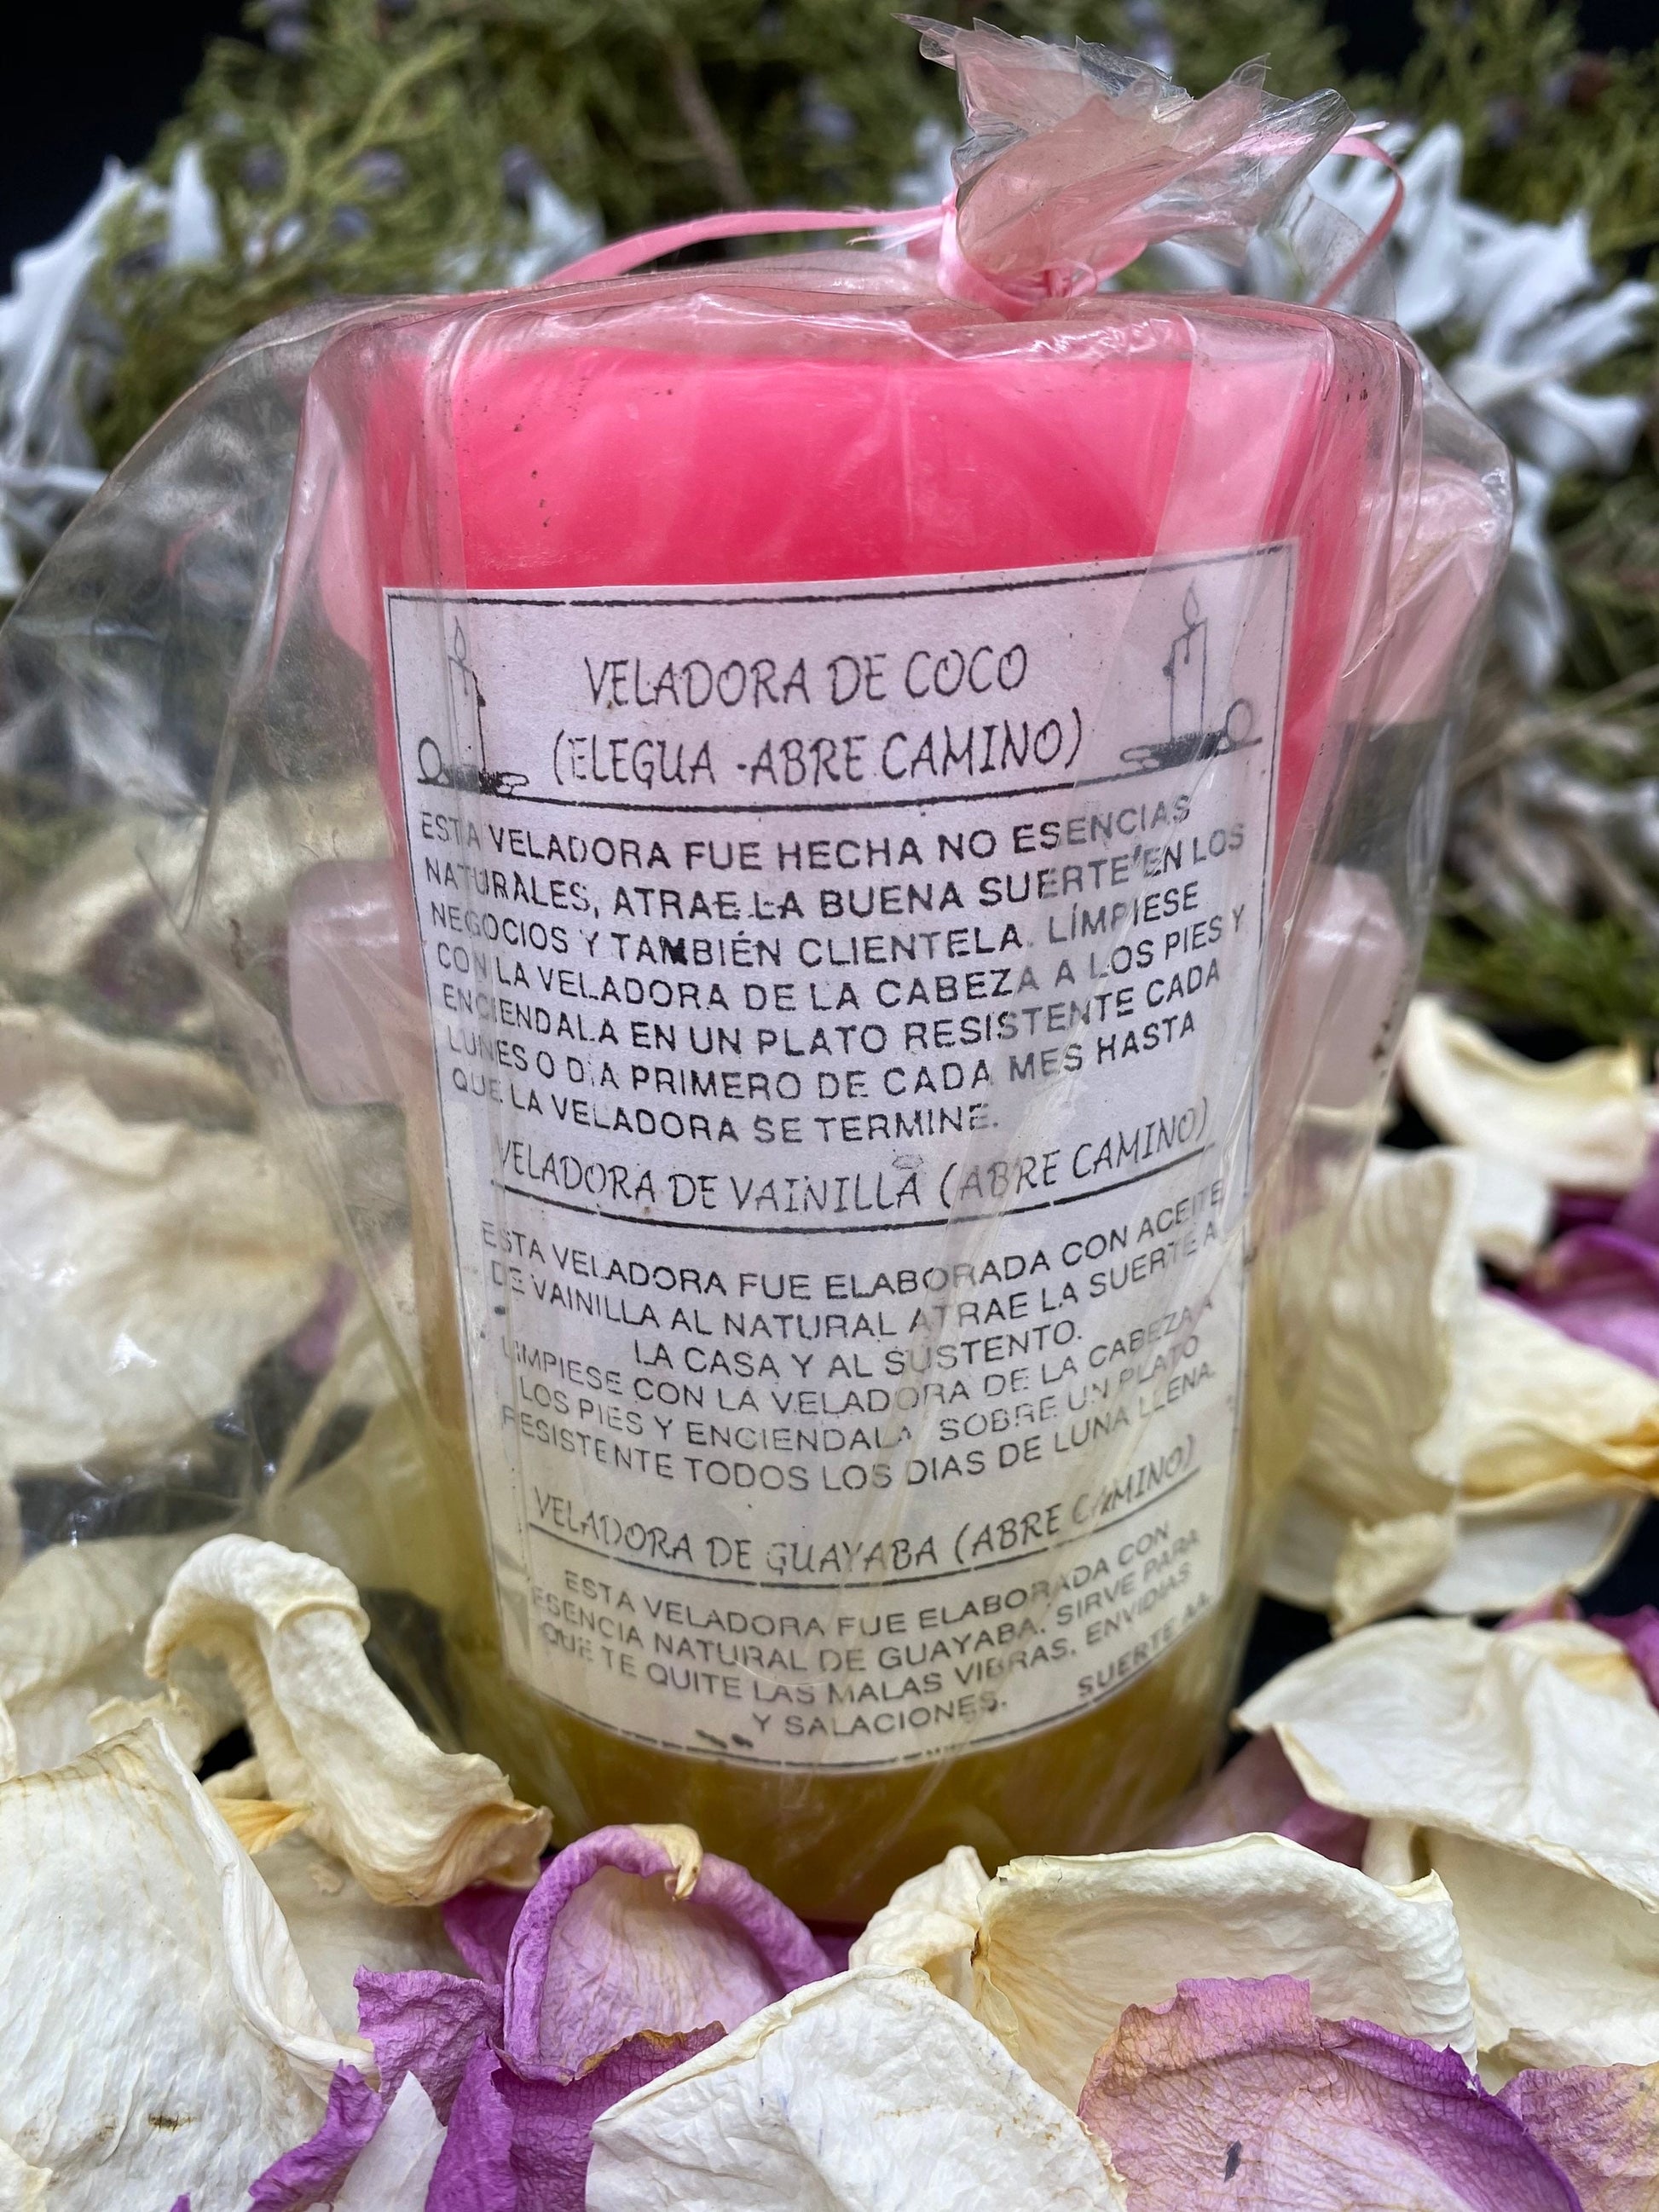 VELADORA DE COCO
(ELEGUA -ABRE CAMINO)
ESTA VELADORA FUE HECHA NO ESENCIAS
NATURALES, ATRAE LA BUENA SUERTE EN LOS
NEGOCIOS Y TAMBIÉN CLIENTELA. LÍMPIESE
CON LA VELADORA DE LA CABEZA A LOS PIES Y
ENCIENDALA EN UN PLATO RESISTENTE CADA
LUNES O DIA PRIMERO DE CADA MES HASTA
QUE LA VELADORA SE TERMINE.
VELADORA DE VAINILLA (ABRE CAMINO)
ESTA VELADORA FUE ELABORADA CON ACEITE
DE VAINILLA AL NATURAL ATRAE LA SUERTE A
LA CASA Y AL SUSTENTO.
LIMPIESE CON LA VELADORA DE LA CABEZA A
LOS PIES Y ENCIENDALA SOBRE UN PLATO
RESISTENTE TODOS LOS DIAS DE LUNA LLENA.
VELADORA DE GUAYABA (ABRE CAMINO)
ESTA VELADORA FUE ELABORADA CON
ESENCIA NATURAL DE GUAYABA. SIRVE PARA
QUE TE QUITE LAS MALAS VIBRAS, ENVIDIAS
Y SALACIONES. SUERTE AA.